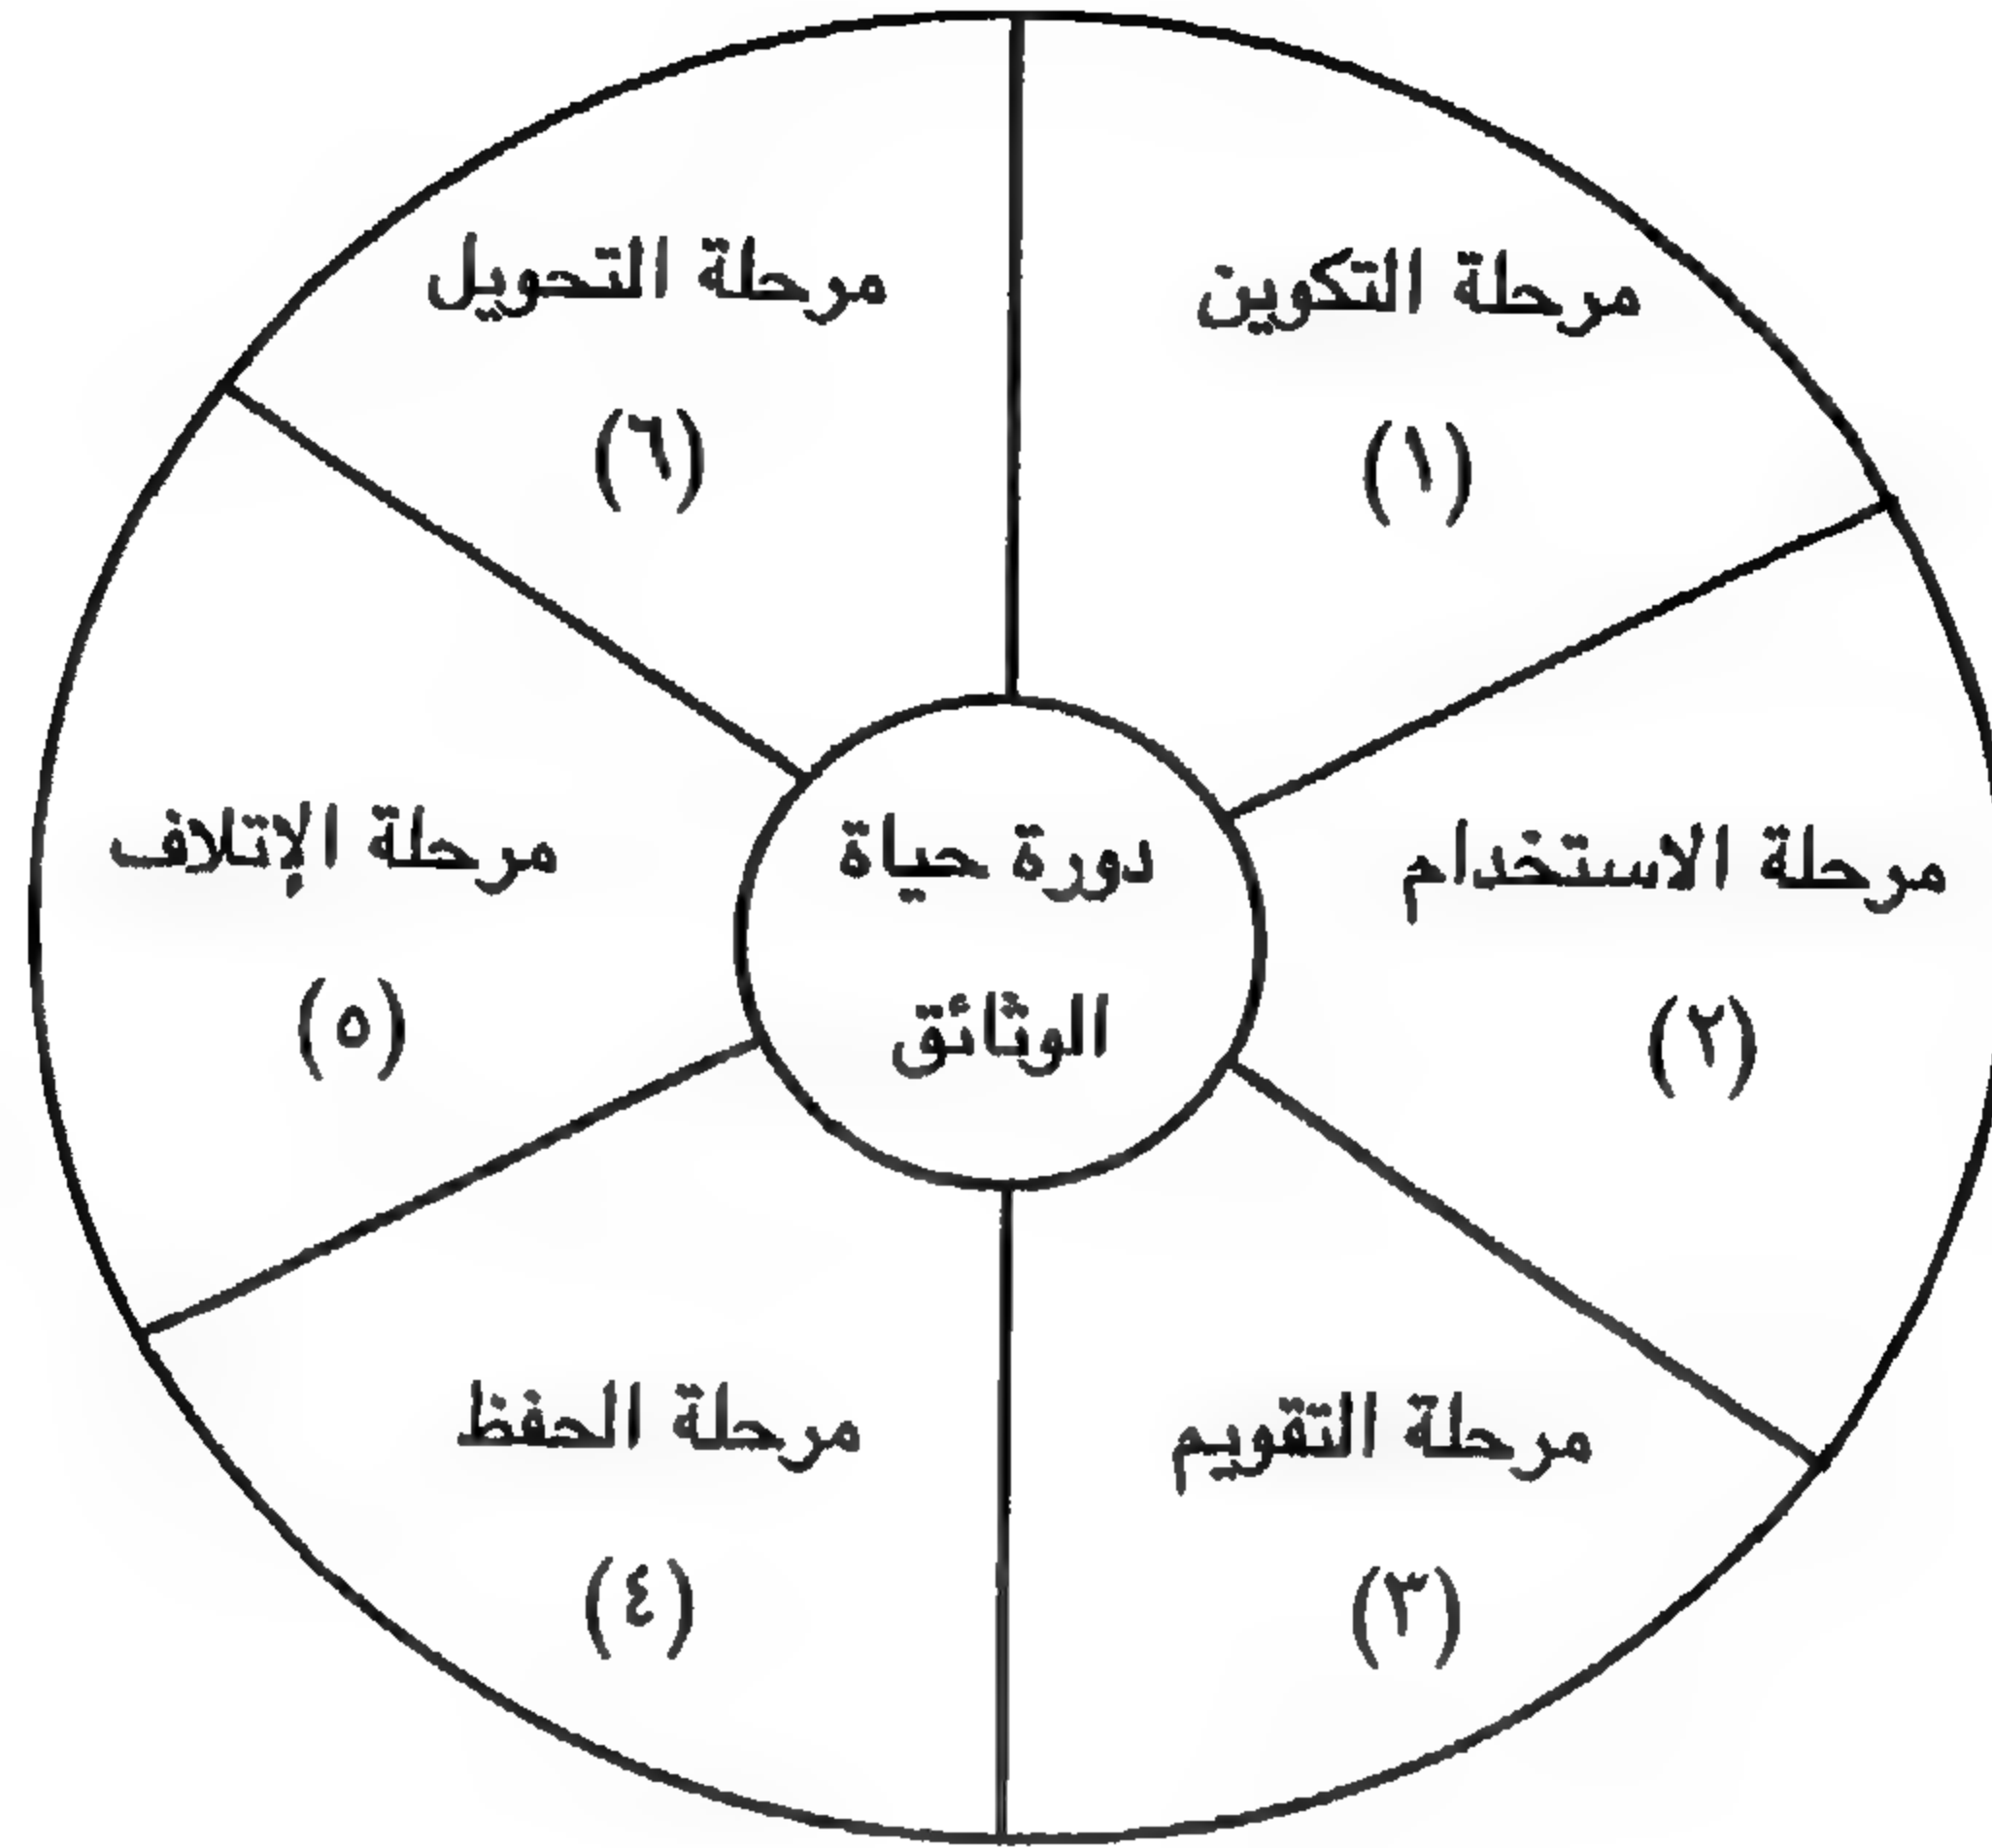 دورة حياة
الوثائق
مرحلة التكوين
(١)
مرحلة الاستخدام
(٢)
مرحلة التقويم
(٣)
مرحلة الحفظ
(٤)
مرحلة الإتلاف
(٥)
مرحلة التحويل
(٦)